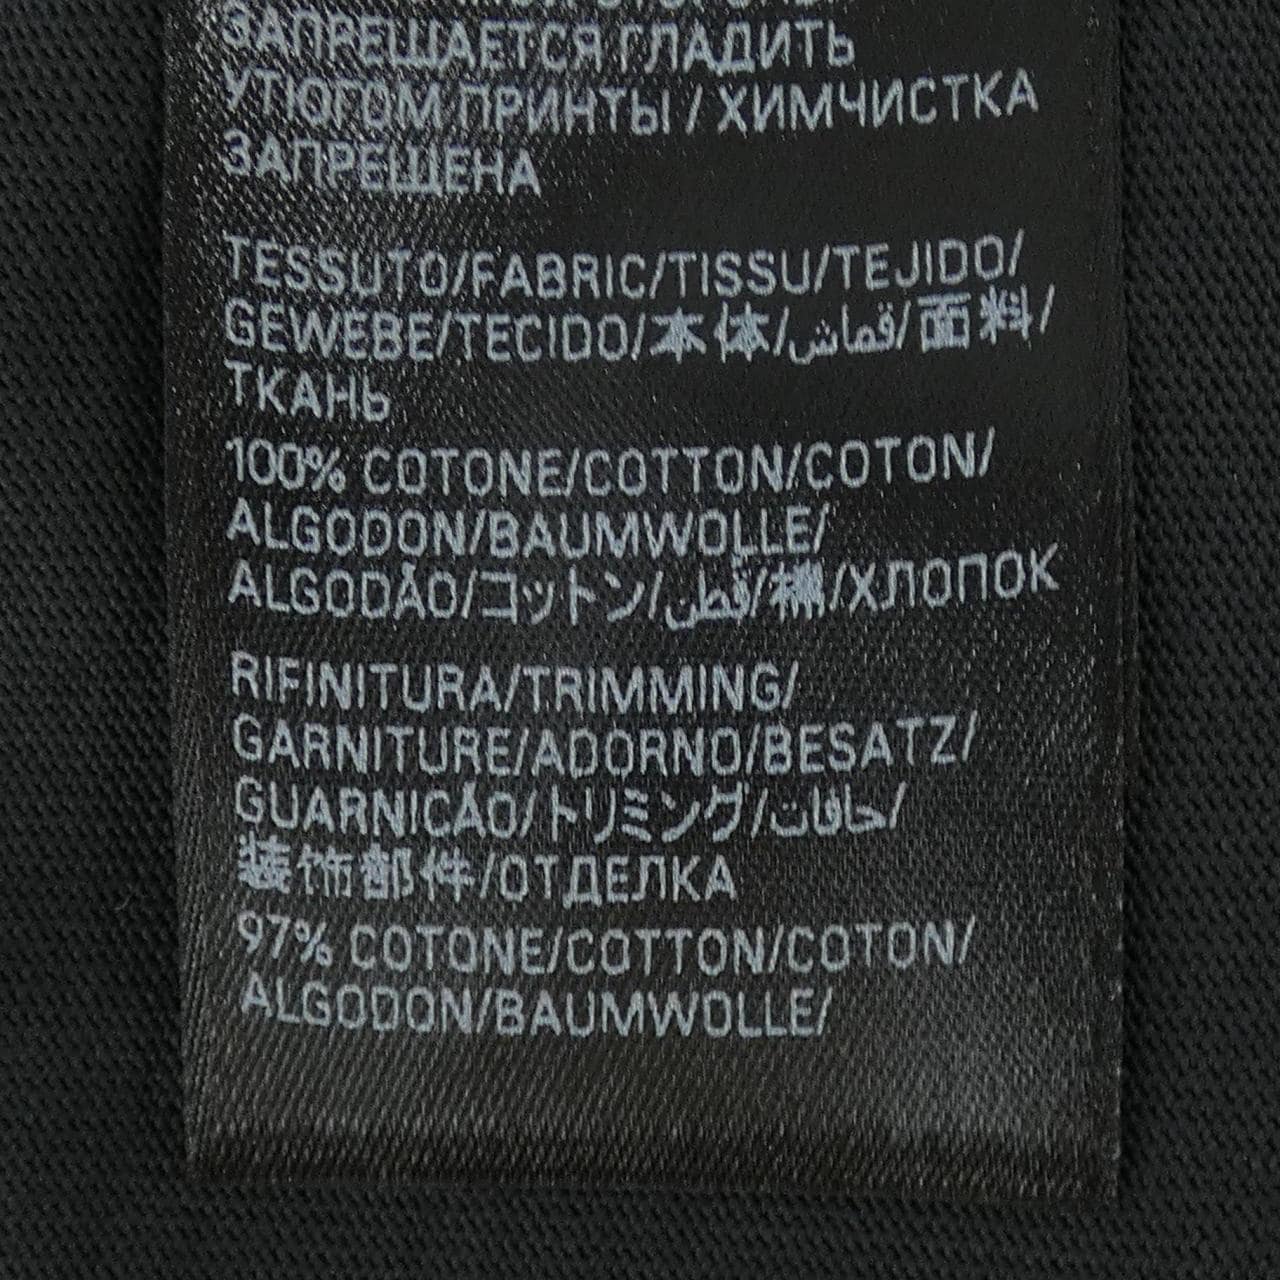 ЗАПРЕЩАЕТСЯ ГЛАДИТЬ
УТЮГОМ ПРИНТЫ / ХИМЧИСТКА
ЗАПРЕЩЕНА
TESSUTO/FABRIC/TISSU/TEJIDO/
GEWEBE/TECIDO/本体/قماش/面料/
ТКАНЬ
100% COTONE/COTTON/COTON/
ALGODON/BAUMWOLLE/
ALGODÃO/コットン/قطن/棉/ХЛОПОК
RIFINITURA/TRIMMING/
GARNITURE/ADORNO/BESATZ/
GUARNICÃO/トリミング/حافات/
装饰部件/ОТДЕЛКА
97% COTONE/COTTON/COTON/
ALGODON/BAUMWOLLE/